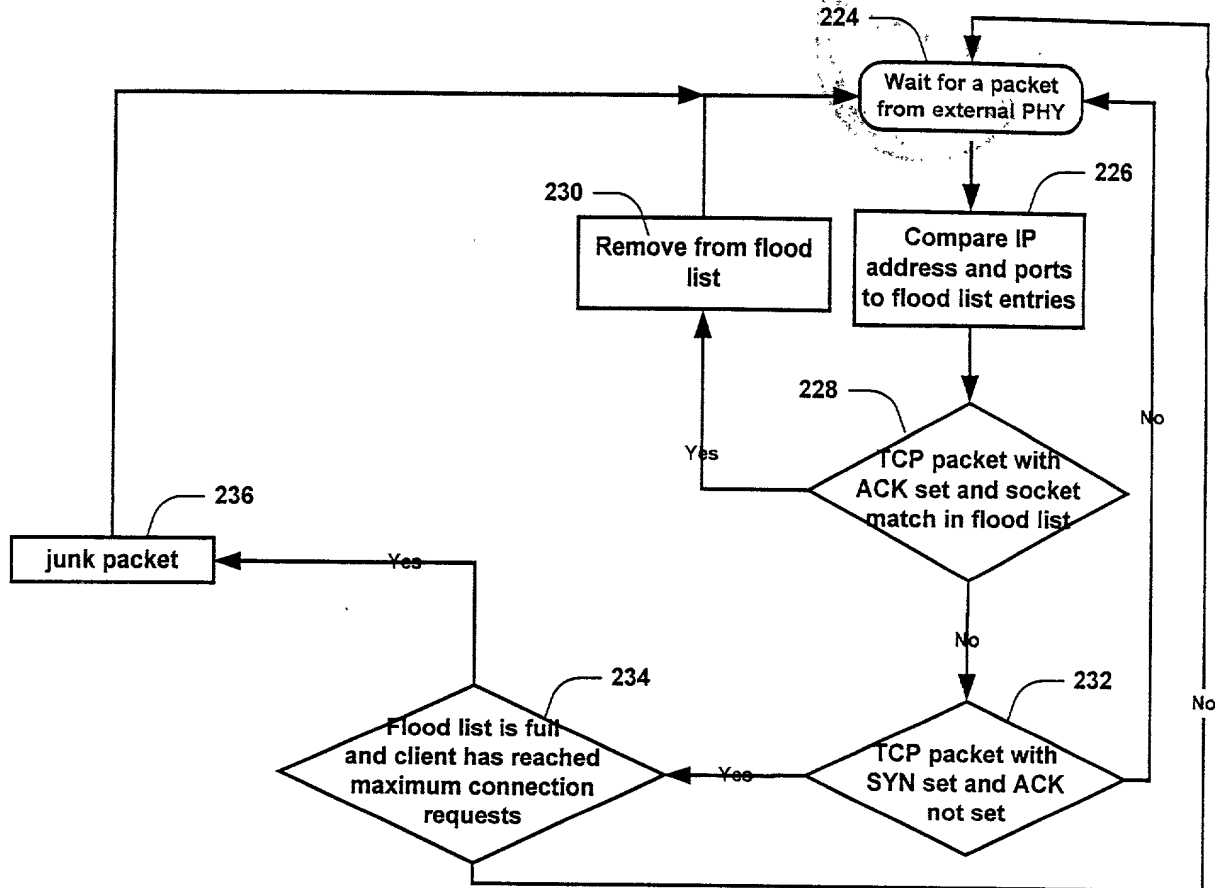 224
Wait for a packet
from external PHY
226
Compare IP
address and ports
to flood list entries
230
Remove from flood
list
228
TCP packet with
ACK set and socket
match in flood list
Yes
No
236
junk packet
Yes
No
234
Flood list is full
and client has reached
maximum connection
requests
Yes
232
TCP packet with
SYN set and ACK
not set
No